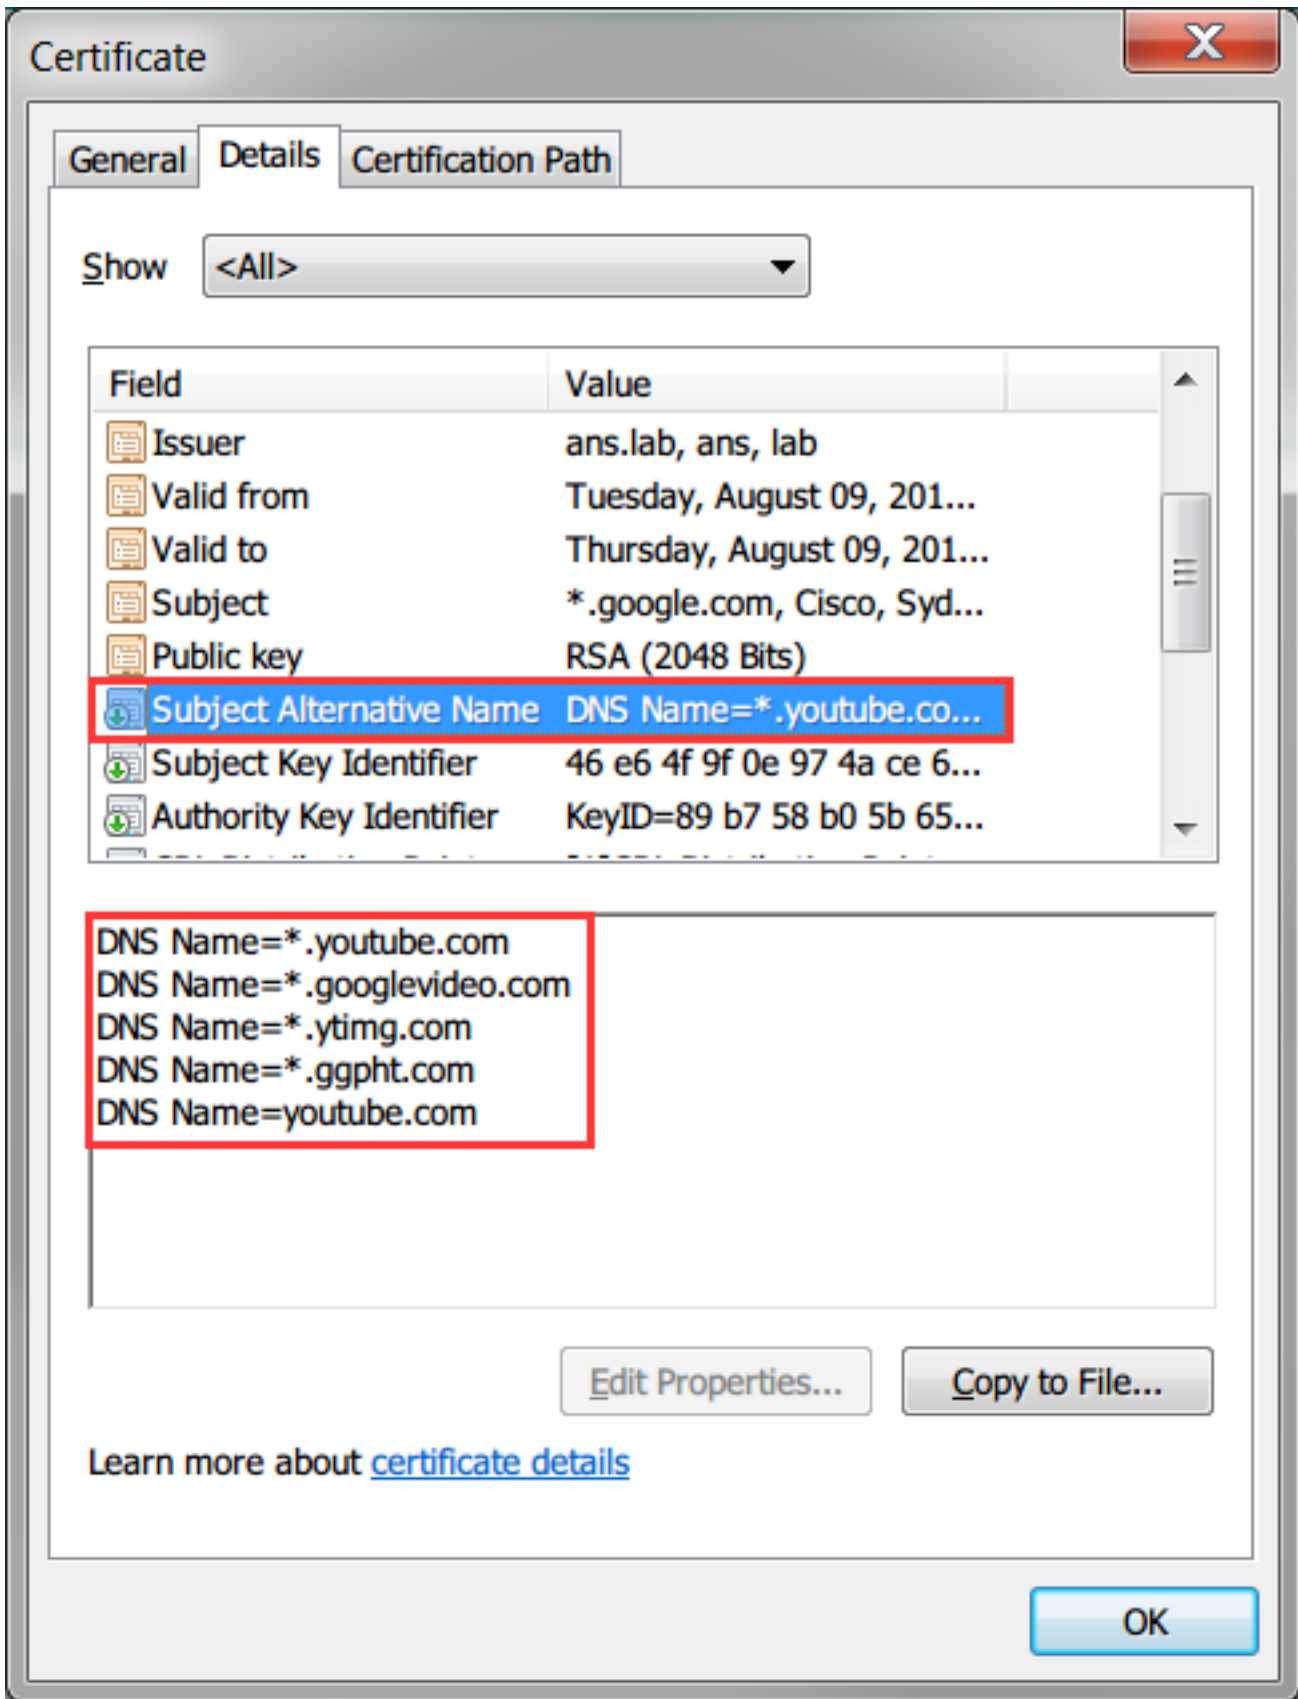 Certificate
General Details Certification Path
Show <All>
Field Value
Issuer ans.lab, ans, lab
Valid from Tuesday, August 09, 201...
Valid to Thursday, August 09, 201...
Subject *.google.com, Cisco, Syd...
Public key RSA (2048 Bits)
Subject Alternative Name DNS Name=*.youtube.co...
Subject Key Identifier 46 e6 4f 9f 0e 97 4a ce 6...
Authority Key Identifier KeyID=89 b7 58 b0 5b 65...
DNS Name=*.youtube.com
DNS Name=*.googlevideo.com
DNS Name=*.ytimg.com
DNS Name=*.ggpht.com
DNS Name=youtube.com
Edit Properties... Copy to File...
Learn more about certificate details
OK